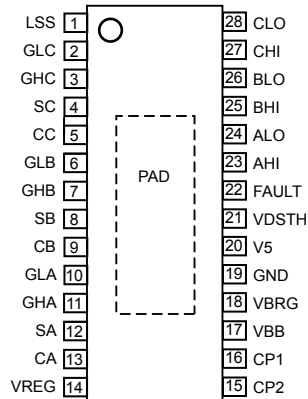 LSS 1 28 CLO
GLC 2 27 CHI
GHC 3 26 BLO
SC 4 25 BHI
CC 5 24 ALO
GLB 6 23 AHI
GHB 7 PAD 22 FAULT
SB 8 21 VDSTH
CB 9 20 V5
GLA 10 19 GND
GHA 11 18 VBRG
SA 12 17 VBB
CA 13 16 CP1
VREG 14 15 CP2